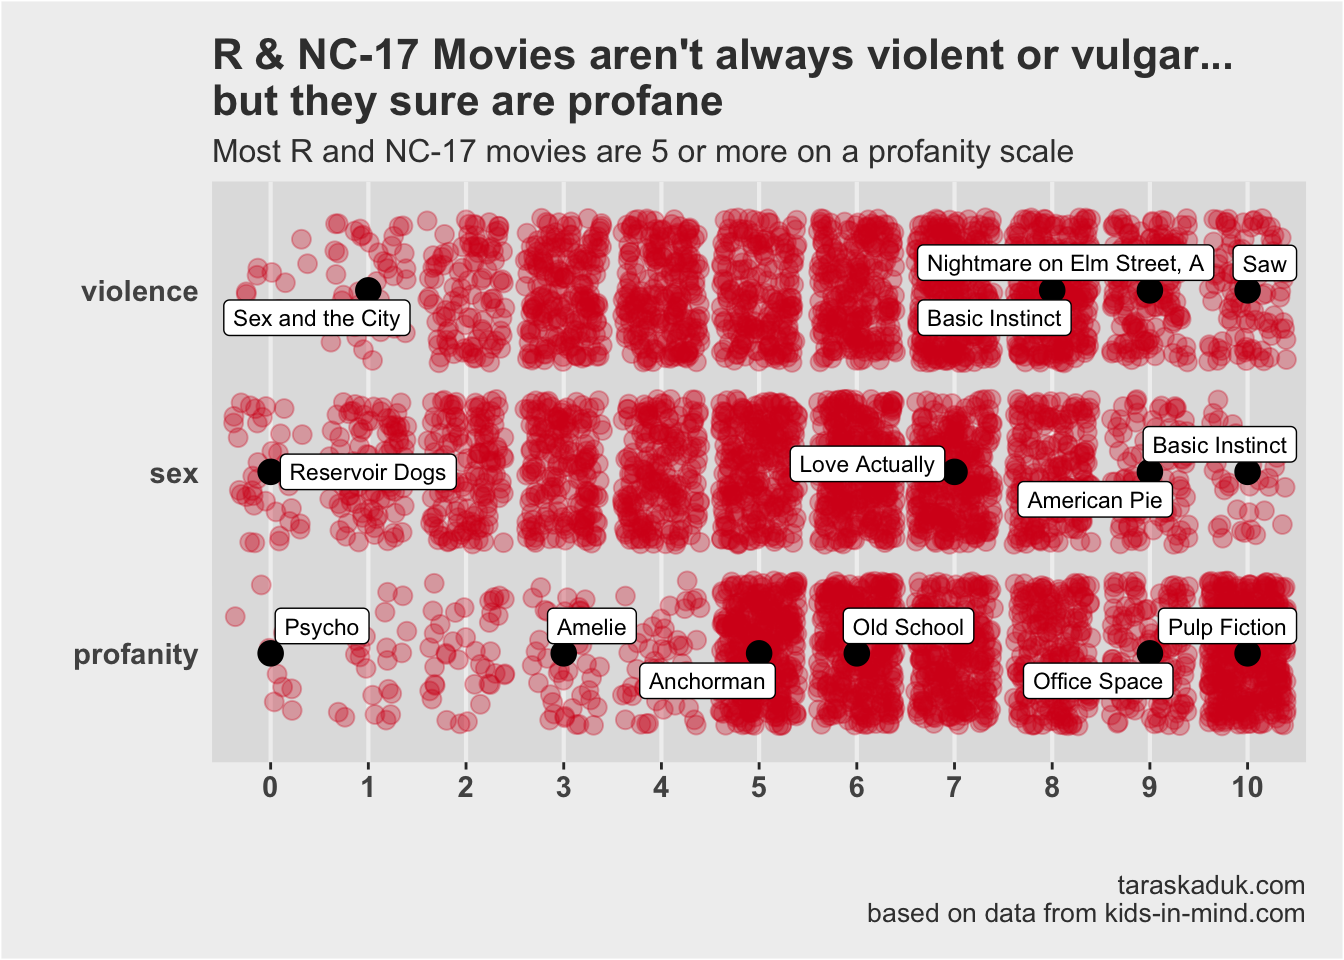 R & NC-17 Movies aren't always violent or vulgar...
but they sure are profane
Most R and NC-17 movies are 5 or more on a profanity scale
violence
Nightmare on Elm Street, A
Saw
Sex and the City
Basic Instinct
sex
Basic Instinct
Love Actually
Reservoir Dogs
American Pie
profanity
Psycho
Amelie
Old School
Pulp Fiction
Anchorman
Office Space
0 1 2 3 4 5 6 7 8 9 10
taraskaduk.com
based on data from kids-in-mind.com